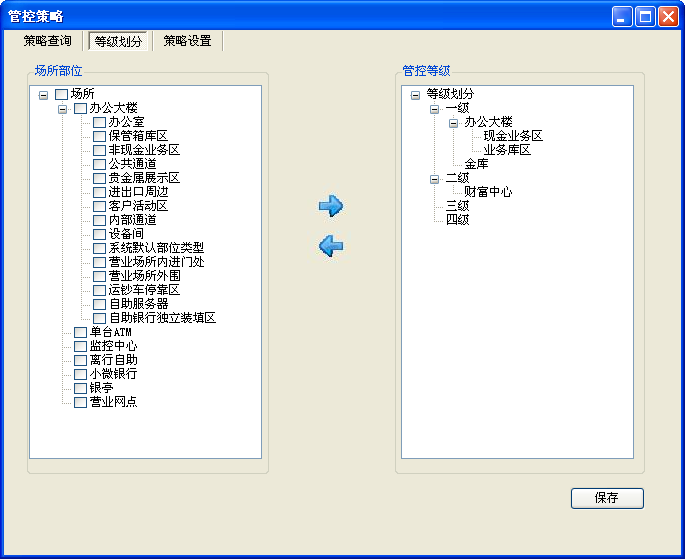 管控策略
策略查询 等级划分 策略设置
场所部位
场所
办公大楼
办公室
保管箱库区
非现金业务区
公共通道
贵金属展示区
进出口周边
客户活动区
内部通道
设备间
系统默认部位类型
营业场所内进门处
营业场所外围
运钞车停靠区
自助服务器
自助银行独立装填区
单台ATM
监控中心
离行自助
小微银行
银亭
营业网点
管控等级
等级划分
一级
办公大楼
现金业务区
业务库区
金库
二级
财富中心
三级
四级
保存